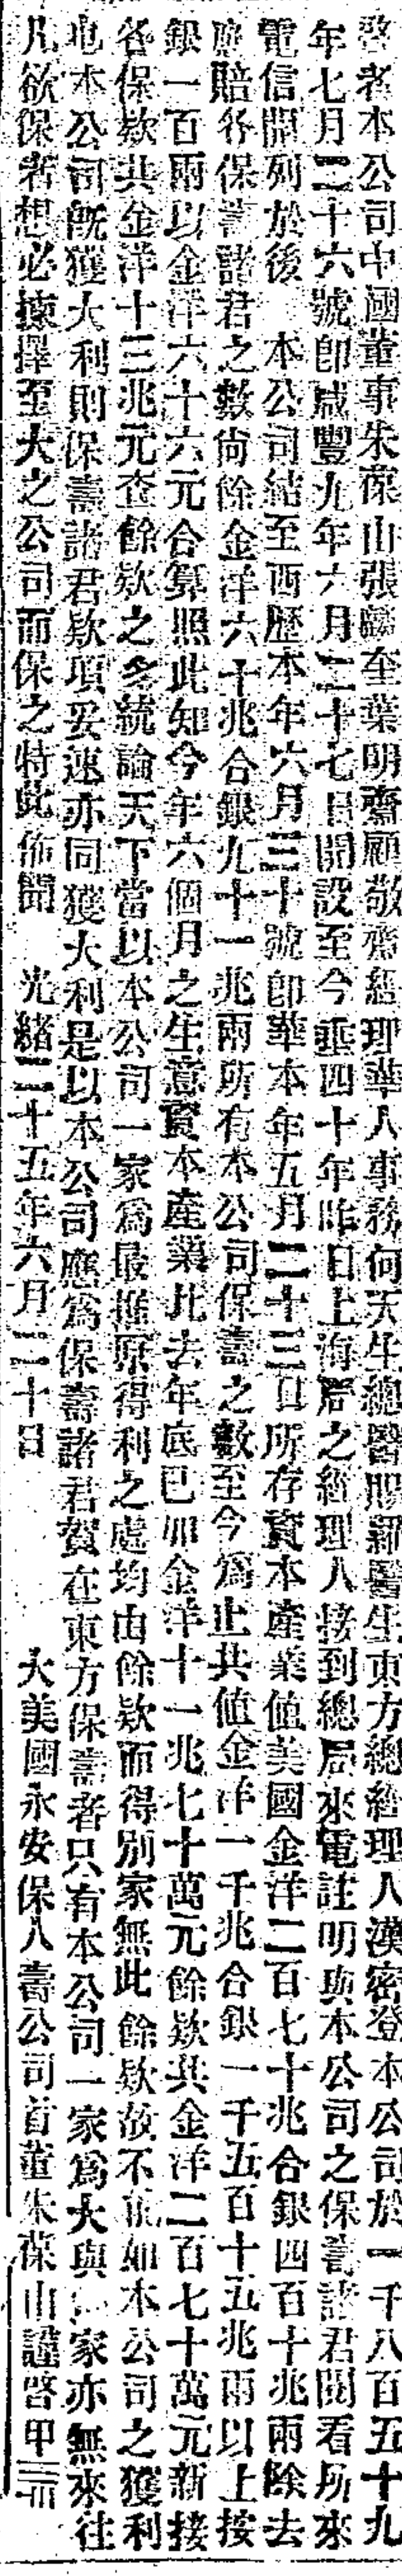 啓者本公司中國董事朱葆山張麟奎葉明齋顧敬齋經理華人事務何天生總醫賜爾醫生東方總經理人漢密登本公司於一千八百五十九
年七月二十六號即咸豐九年六月二十七日開設至今垂四十年昨日上海局之經理人接到總局來電註明與本公司之保壽諸君閱看所來
電信開列於後　本公司結至西歷本年六月三十號即華本年五月二十三日所存資本產業值美國金洋二百七十兆合銀四百十兆兩除去
應賠各保壽諸君之數尚餘金洋六十兆合銀九十一兆兩所有本公司保壽之數至今為止共值金洋一千兆合銀一千五百十五兆兩以上按
銀一百兩以金洋六十六元合算照此知今年六個月之生意資本產業比去年底已加金洋十一兆七十萬元餘欵共金洋二百七十萬元新接
各保欵共金洋十三兆元查餘欵之多統論天下當以本公司一家為最推原得利之處均由餘欵而得別家無此餘欵故不能如本公司之獲利
也本公司旣獲大利則保壽諸君欵項妥速亦同獲大利是以本公司應為保壽諸君賀在東方保壽者只有本公司一家為大與家亦無來往
凡欲保者想必揀擇至大之公司而保之特此佈聞　光緒二十五年六月二十日　大美國永安保人壽公司首董朱葆山謹啓甲三